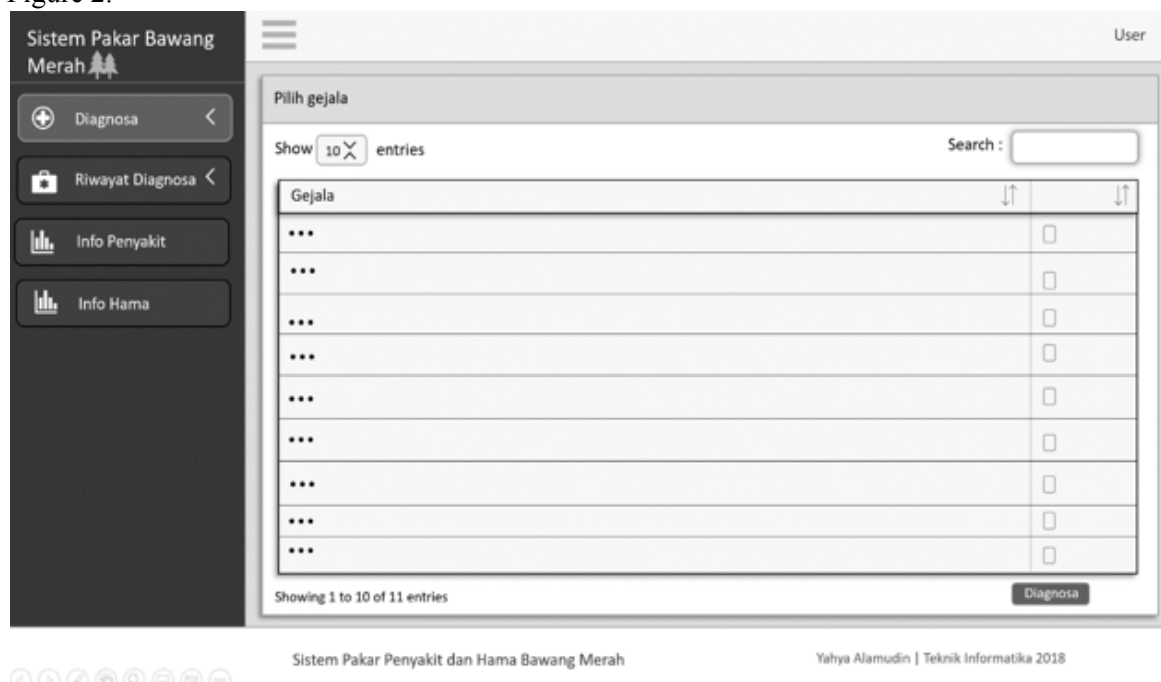 Figure 2.
Sistem Pakar Bawang
Merah
User
Diagnosa
Riwayat Diagnosa
Info Penyakit
Info Hama
Pilih gejala
Show 10 entries
Search :
Gejala
•••
•••
•••
•••
•••
•••
•••
•••
•••
Showing 1 to 10 of 11 entries
Diagnosa
Sistem Pakar Penyakit dan Hama Bawang Merah
Yahya Alamudin | Teknik Informatika 2018